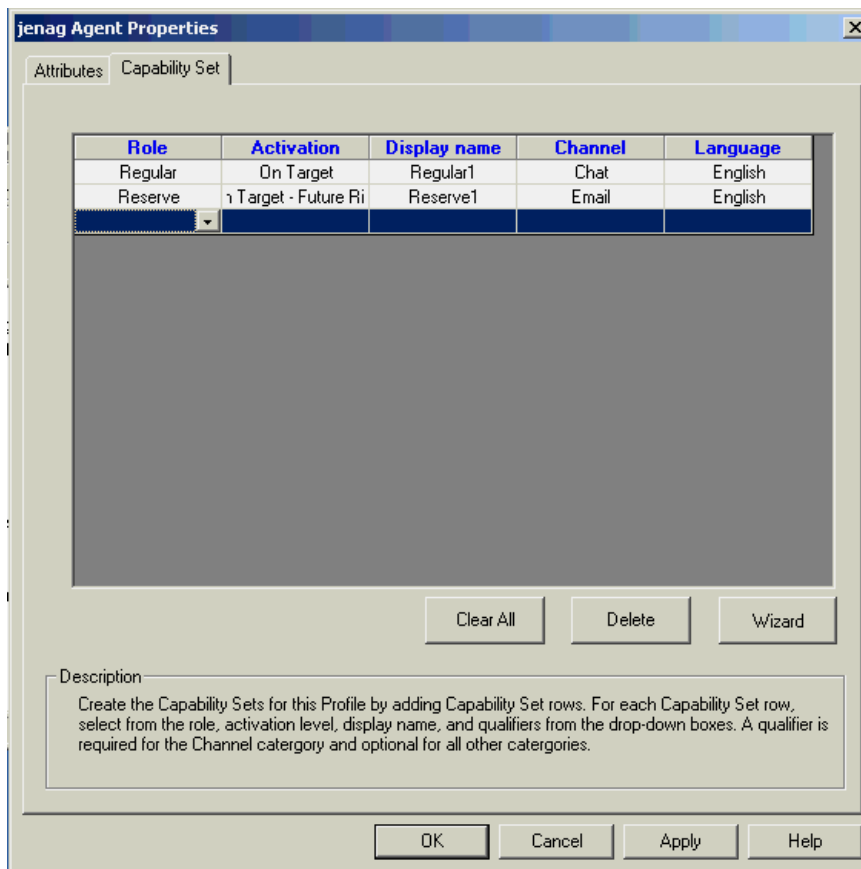 jenag Agent Properties
Attributes Capability Set
Role Activation Display name Channel Language
Regular On Target Regular1 Chat English
Reserve Target - Future Ri Reserve1 Email English
Clear All Delete Wizard
Description
Create the Capability Sets for this Profile by adding Capability Set rows. For each Capability Set row,
select from the role, activation level, display name, and qualifiers from the drop-down boxes. A qualifier is
required for the Channel catergory and optional for all other catergories.
OK Cancel Apply Help